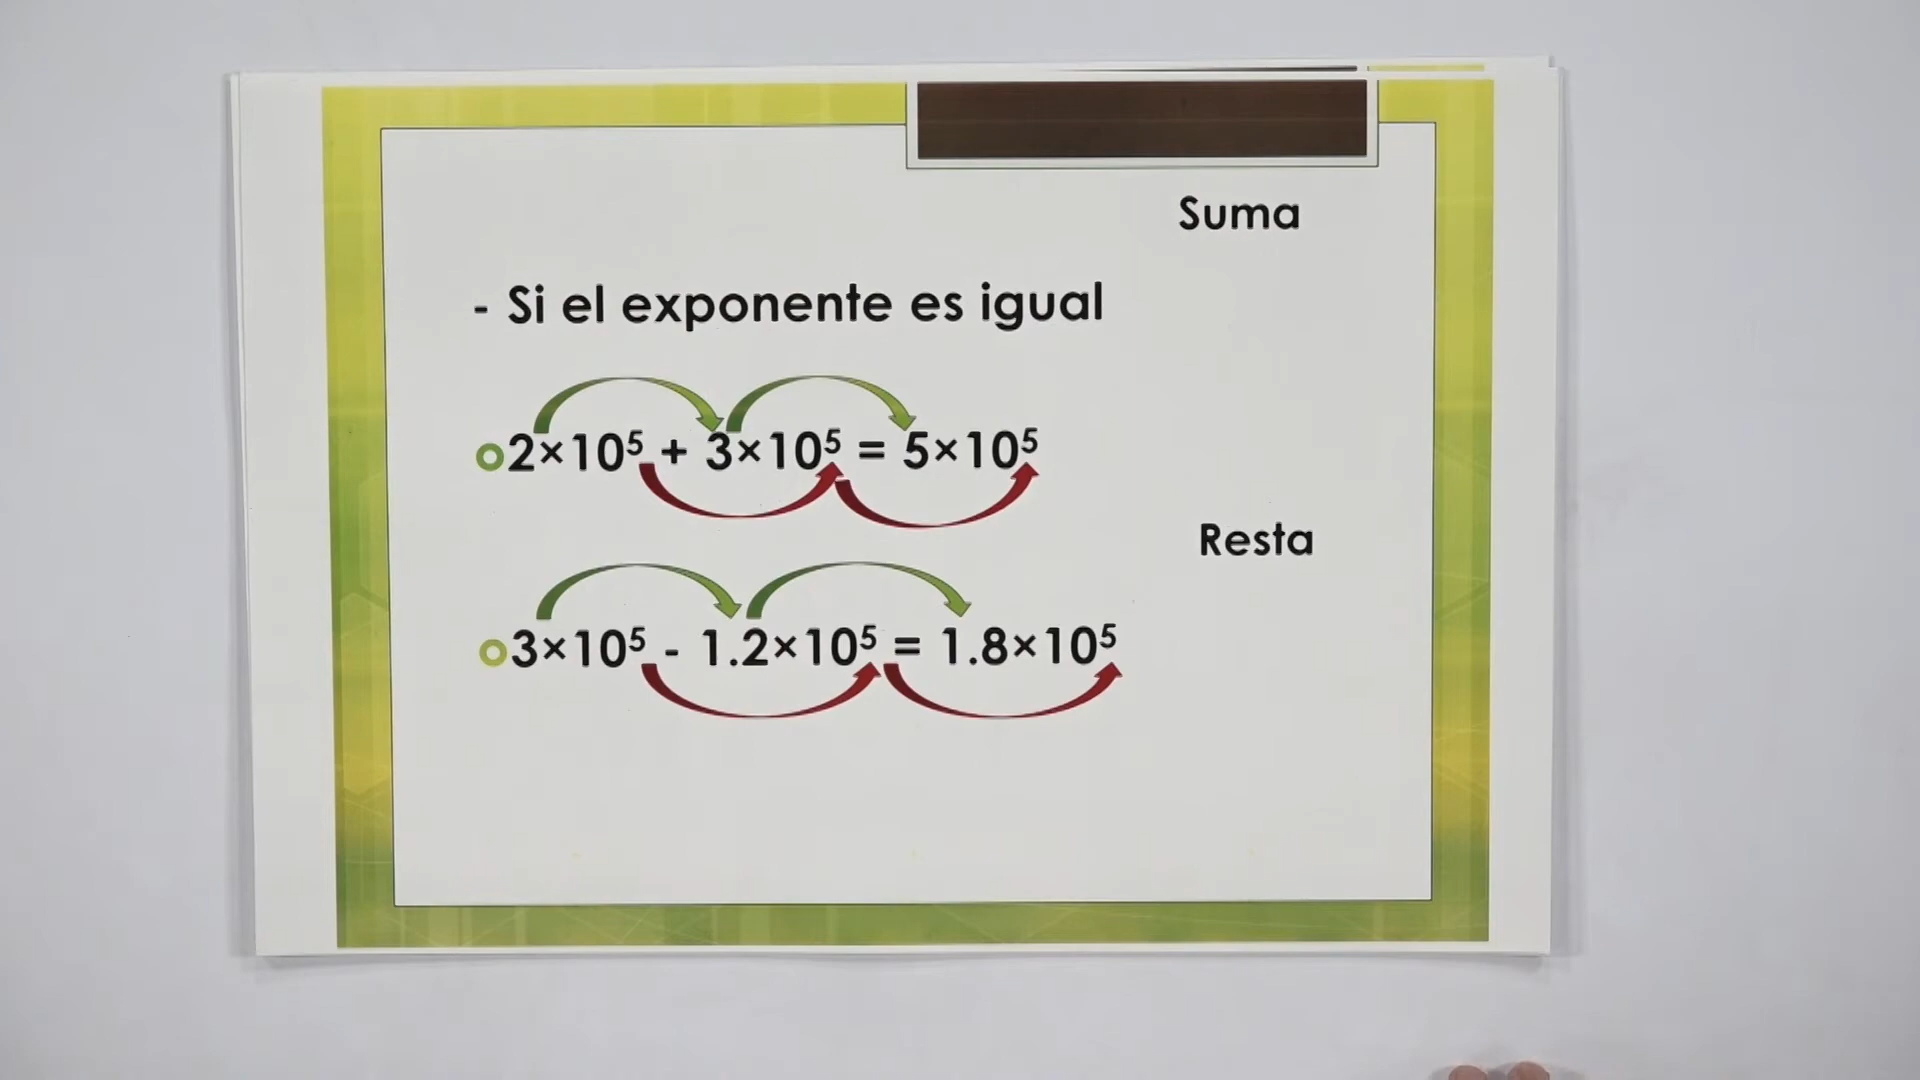 Suma
- Si el exponente es igual
2×10⁵ + 3×10⁵ = 5×10⁵
Resta
3×10⁵ - 1.2×10⁵ = 1.8×10⁵